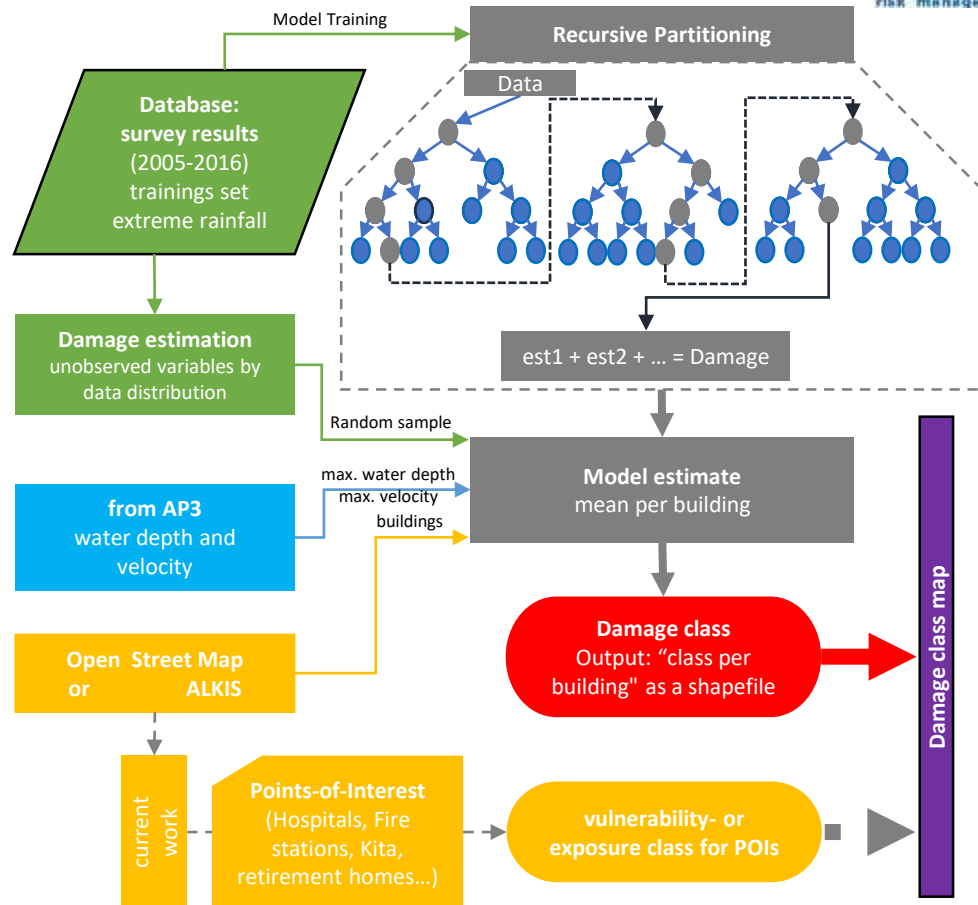 risk manage
Model Training
Recursive Partitioning
Data
Database:
survey results
(2005-2016)
trainings set
extreme rainfall
Damage estimation
unobserved variables by
data distribution
est1 + est2 + ... = Damage
Random sample
Model estimate
mean per building
max. water depth
max. velocity
buildings
from AP3
water depth and
velocity
Damage class
Output: “class per
building" as a shapefile
Open Street Map
or ALKIS
Damage class map
current
work
Points-of-Interest
(Hospitals, Fire
stations, Kita,
retirement homes...)
vulnerability- or
exposure class for POIs